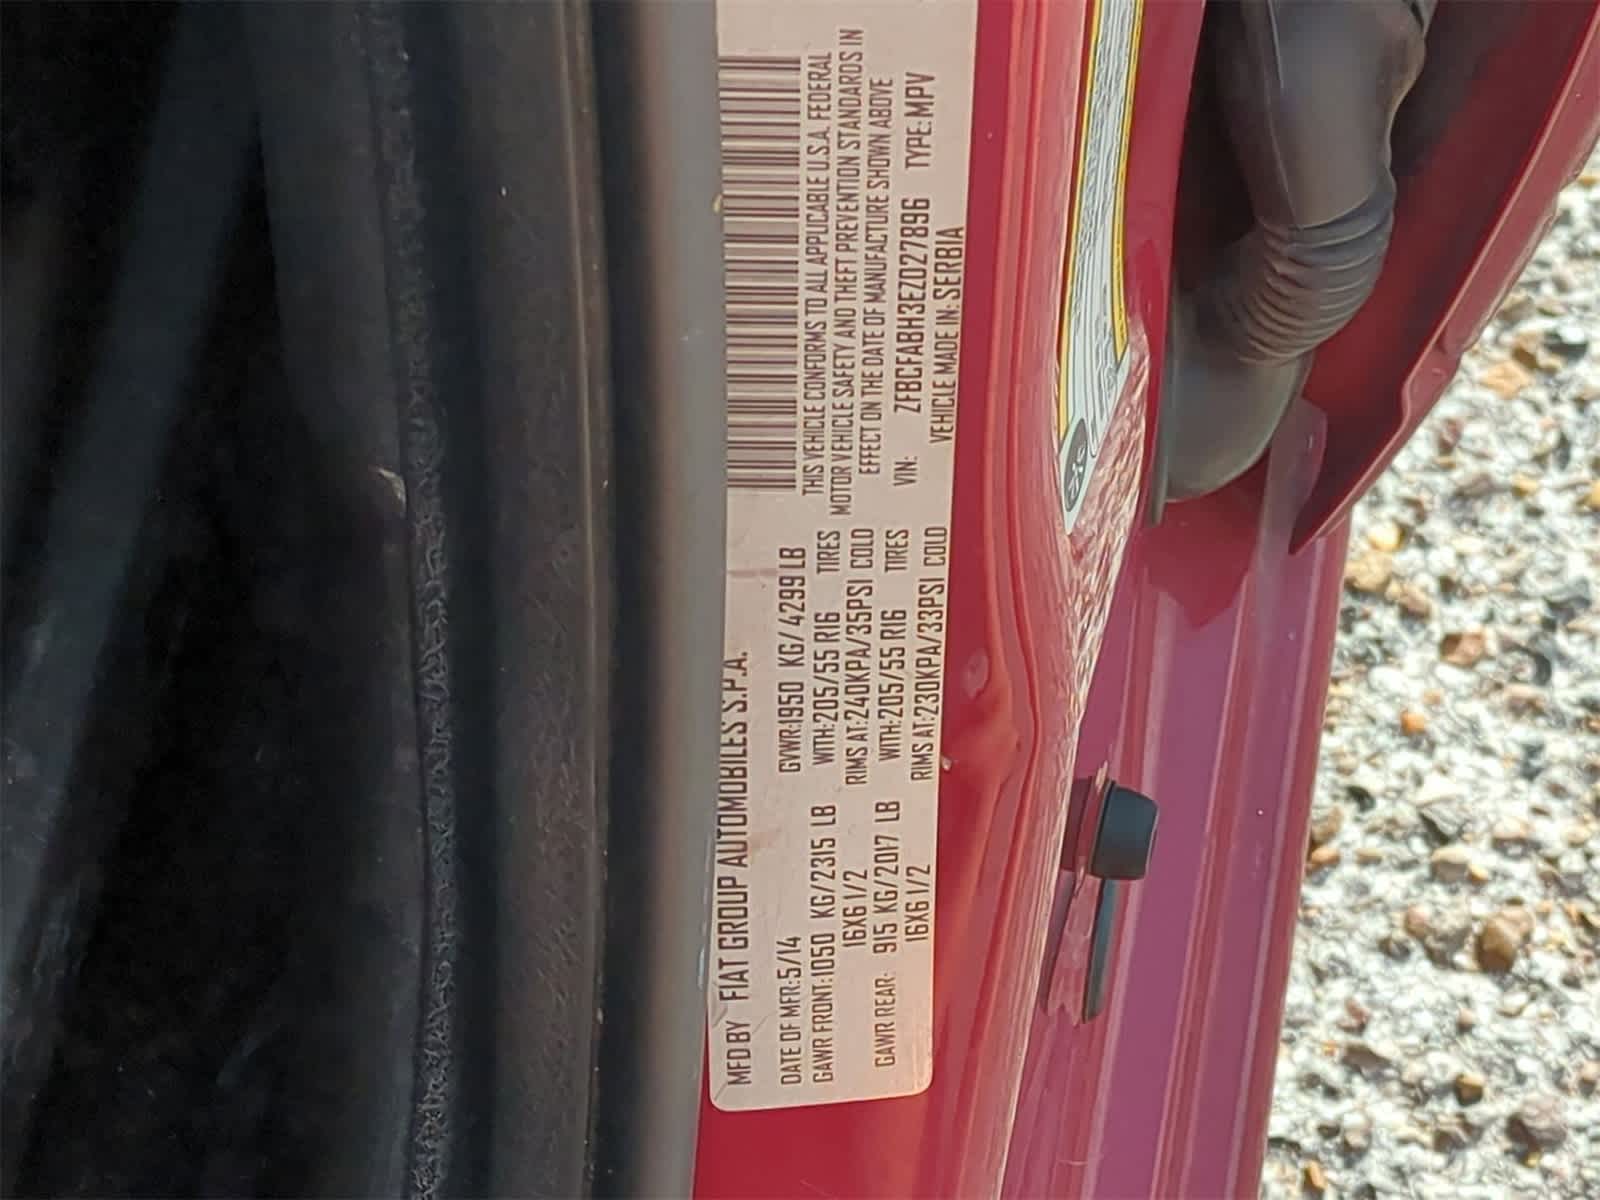 MFD BY FIAT GROUP AUTOMOBILES S.P.A.
DATE OF MFR:5/14 GVWR:1950 KG/4299 LB
GAWR FRONT:1050 KG/2315 LB WITH:205/55 R16 TIRES
16X6 1/2 RIMS AT:240KPA/35PSI COLD
GAWR REAR: 915 KG/2017 LB WITH:205/55 R16 TIRES
16X6 1/2 RIMS AT:230KPA/33PSI COLD
THIS VEHICLE CONFORMS TO ALL APPLICABLE U.S.A. FEDERAL
MOTOR VEHICLE SAFETY AND THEFT PREVENTION STANDARDS IN
EFFECT ON THE DATE OF MANUFACTURE SHOWN ABOVE
VIN: ZFBCFABH3EZ027896 TYPE:MPV
VEHICLE MADE IN:SERBIA